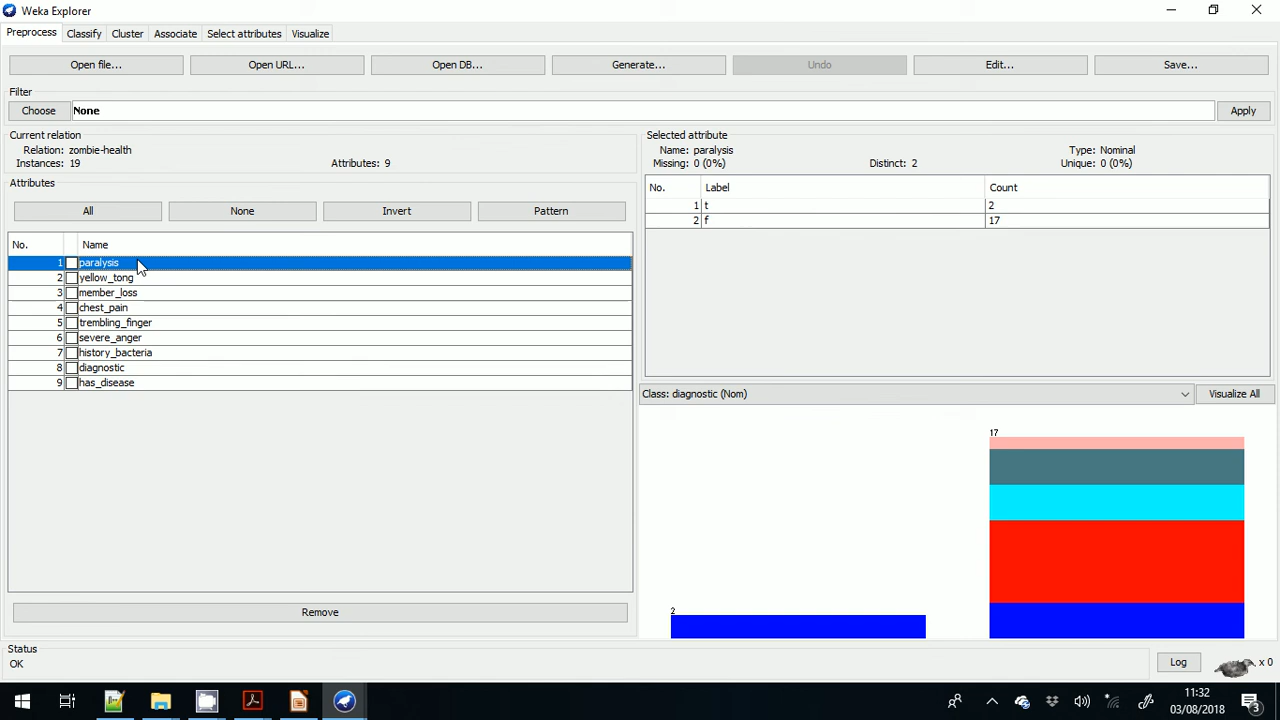 Weka Explorer
Preprocess Classify Cluster Associate Select attributes Visualize
Open file... Open URL... Open DB... Generate... Undo Edit... Save...
Filter
Choose None Apply
Current relation
Relation: zombie-health
Instances: 19 Attributes: 9
Attributes
All None Invert Pattern
No. Name
1 paralysis
2 yellow_tong
3 member_loss
4 chest_pain
5 trembling_finger
6 severe_anger
7 history_bacteria
8 diagnostic
9 has_disease
Remove
Selected attribute
Name: paralysis Type: Nominal
Missing: 0 (0%) Distinct: 2 Unique: 0 (0%)
No. Label Count
1 t 2
2 f 17
Class: diagnostic (Nom) Visualize All
17
2
Status
OK Log x 0
11:32
03/08/2018
3